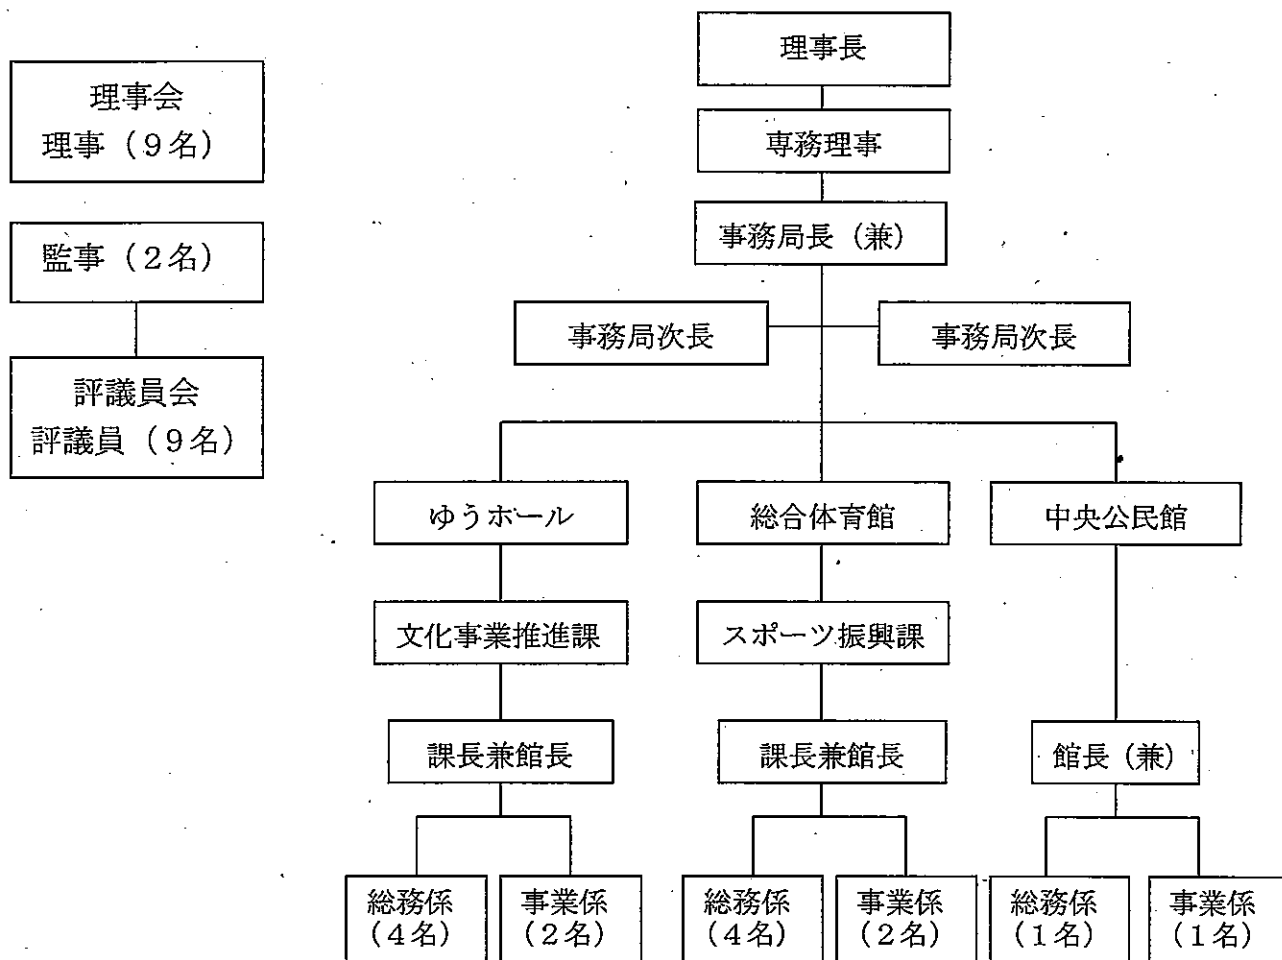 理事会
理事（９名）
監事（２名）
評議員会
評議員（９名）
理事長
専務理事
事務局長（兼）
事務局次長
事務局次長
ゆうホール
総合体育館
中央公民館
文化事業推進課
スポーツ振興課
課長兼館長
課長兼館長
館長（兼）
総務係
（４名）
事業係
（２名）
総務係
（４名）
事業係
（２名）
総務係
（１名）
事業係
（１名）